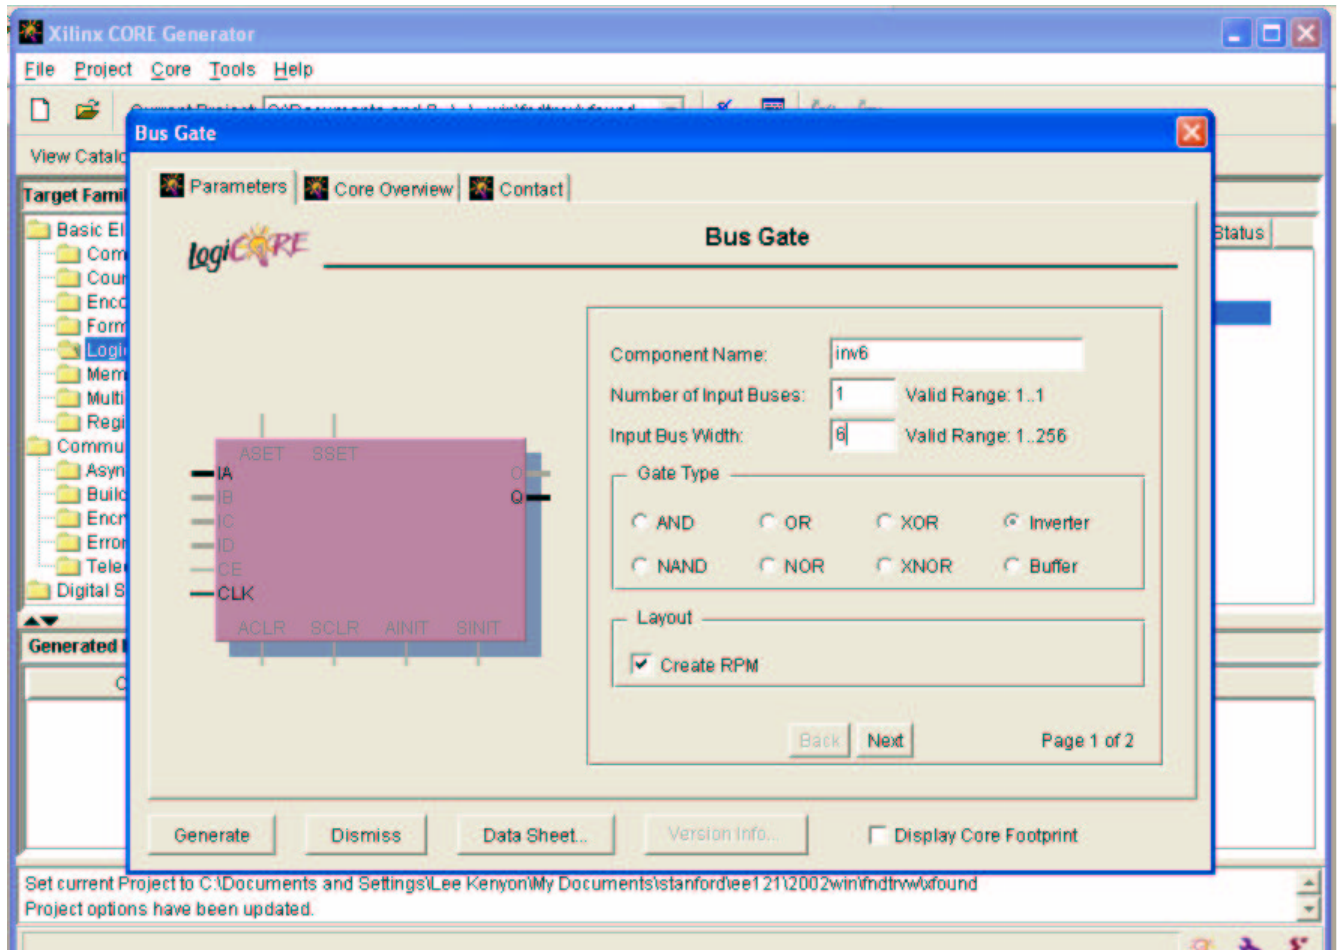 Xilinx CORE Generator
File Project Core Tools Help
View Catalo
Bus Gate
Target Famil
Parameters Core Overview Contact
Status
LogiCORE
Bus Gate
Basic El
Com
Cour
Enco
Form
Logi
Mem
Multi
Regi
Commu
Asyn
Build
Encr
Error
Tele
Digital S
Component Name: inv6
Number of Input Buses: 1 Valid Range: 1..1
Input Bus Width: 6 Valid Range: 1..256
Gate Type
AND OR XOR Inverter
NAND NOR XNOR Buffer
Layout
Create RPM
Back Next Page 1 of 2
ASET SSET
IA O
IB Q
IC
ID
CE
CLK
ACLR SCLR AINIT SINIT
Generated
C
Generate Dismiss Data Sheet... Version Info... Display Core Footprint
Set current Project to C:\Documents and Settings\Lee Kenyon\My Documents\stanford\ee121\2002win\fndtrvw\xfound
Project options have been updated.